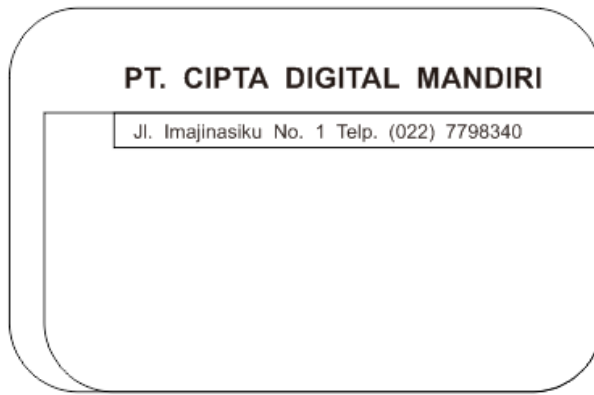 PT. CIPTA DIGITAL MANDIRI
Jl. Imajinasiku No. 1 Telp. (022) 7798340